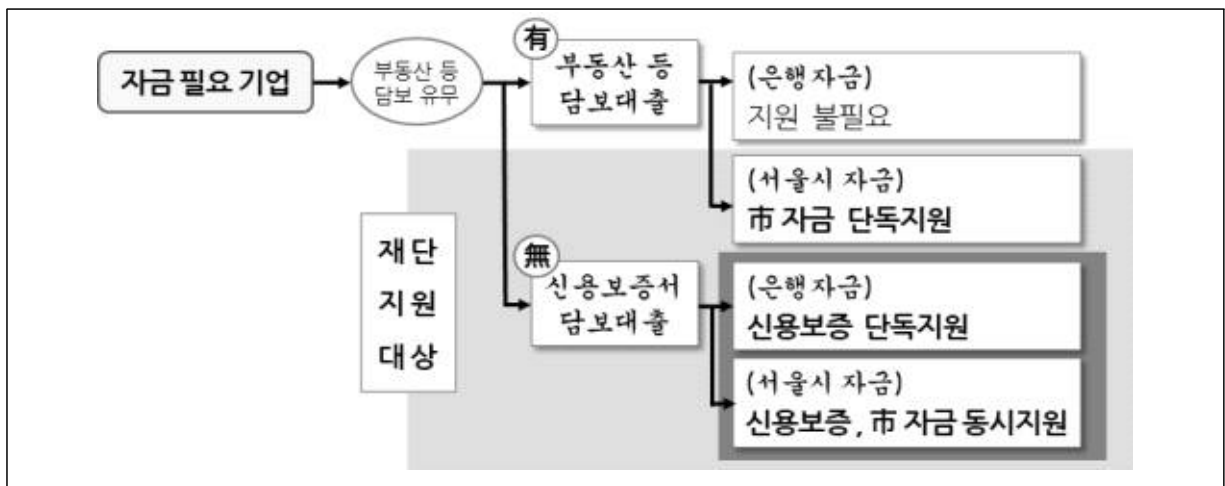 자금 필요 기업
부동산 등
담보 유무
有
부동산 등
담보대출
(은행자금)
지원 불필요
(서울시 자금)
市 자금 단독지원
재단
지원
대상
無
신용보증서
담보대출
(은행자금)
신용보증 단독지원
(서울시 자금)
신용보증, 市 자금 동시지원